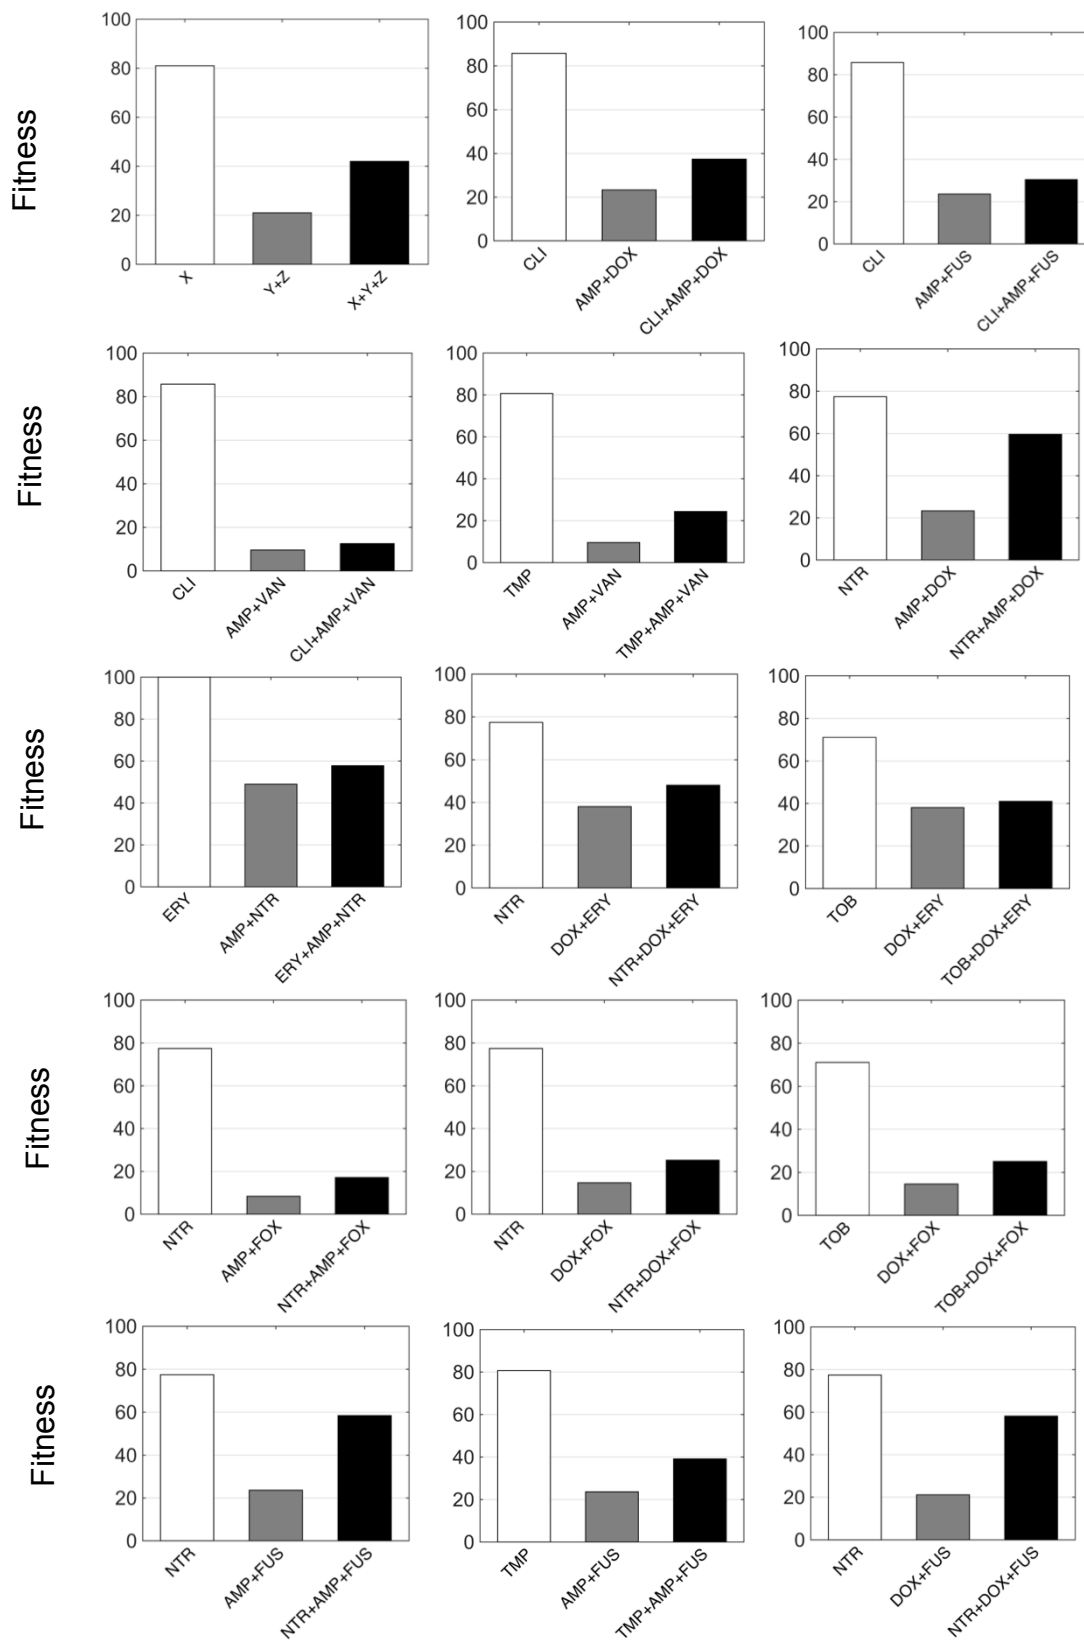 Fitness
100
80
60
40
20
0
X
Y+Z
X+Y+Z
100
80
60
40
20
0
CLI
AMP+DOX
CLI+AMP+DOX
100
80
60
40
20
0
CLI
AMP+FUS
CLI+AMP+FUS
Fitness
100
80
60
40
20
0
CLI
AMP+VAN
CLI+AMP+VAN
100
80
60
40
20
0
TMP
AMP+VAN
TMP+AMP+VAN
100
80
60
40
20
0
NTR
AMP+DOX
NTR+AMP+DOX
Fitness
100
80
60
40
20
0
ERY
AMP+NTR
ERY+AMP+NTR
100
80
60
40
20
0
NTR
DOX+ERY
NTR+DOX+ERY
100
80
60
40
20
0
TOB
DOX+ERY
TOB+DOX+ERY
Fitness
100
80
60
40
20
0
NTR
AMP+FOX
NTR+AMP+FOX
100
80
60
40
20
0
NTR
DOX+FOX
NTR+DOX+FOX
100
80
60
40
20
0
TOB
DOX+FOX
TOB+DOX+FOX
Fitness
100
80
60
40
20
0
NTR
AMP+FUS
NTR+AMP+FUS
100
80
60
40
20
0
TMP
AMP+FUS
TMP+AMP+FUS
100
80
60
40
20
0
NTR
DOX+FUS
NTR+DOX+FUS